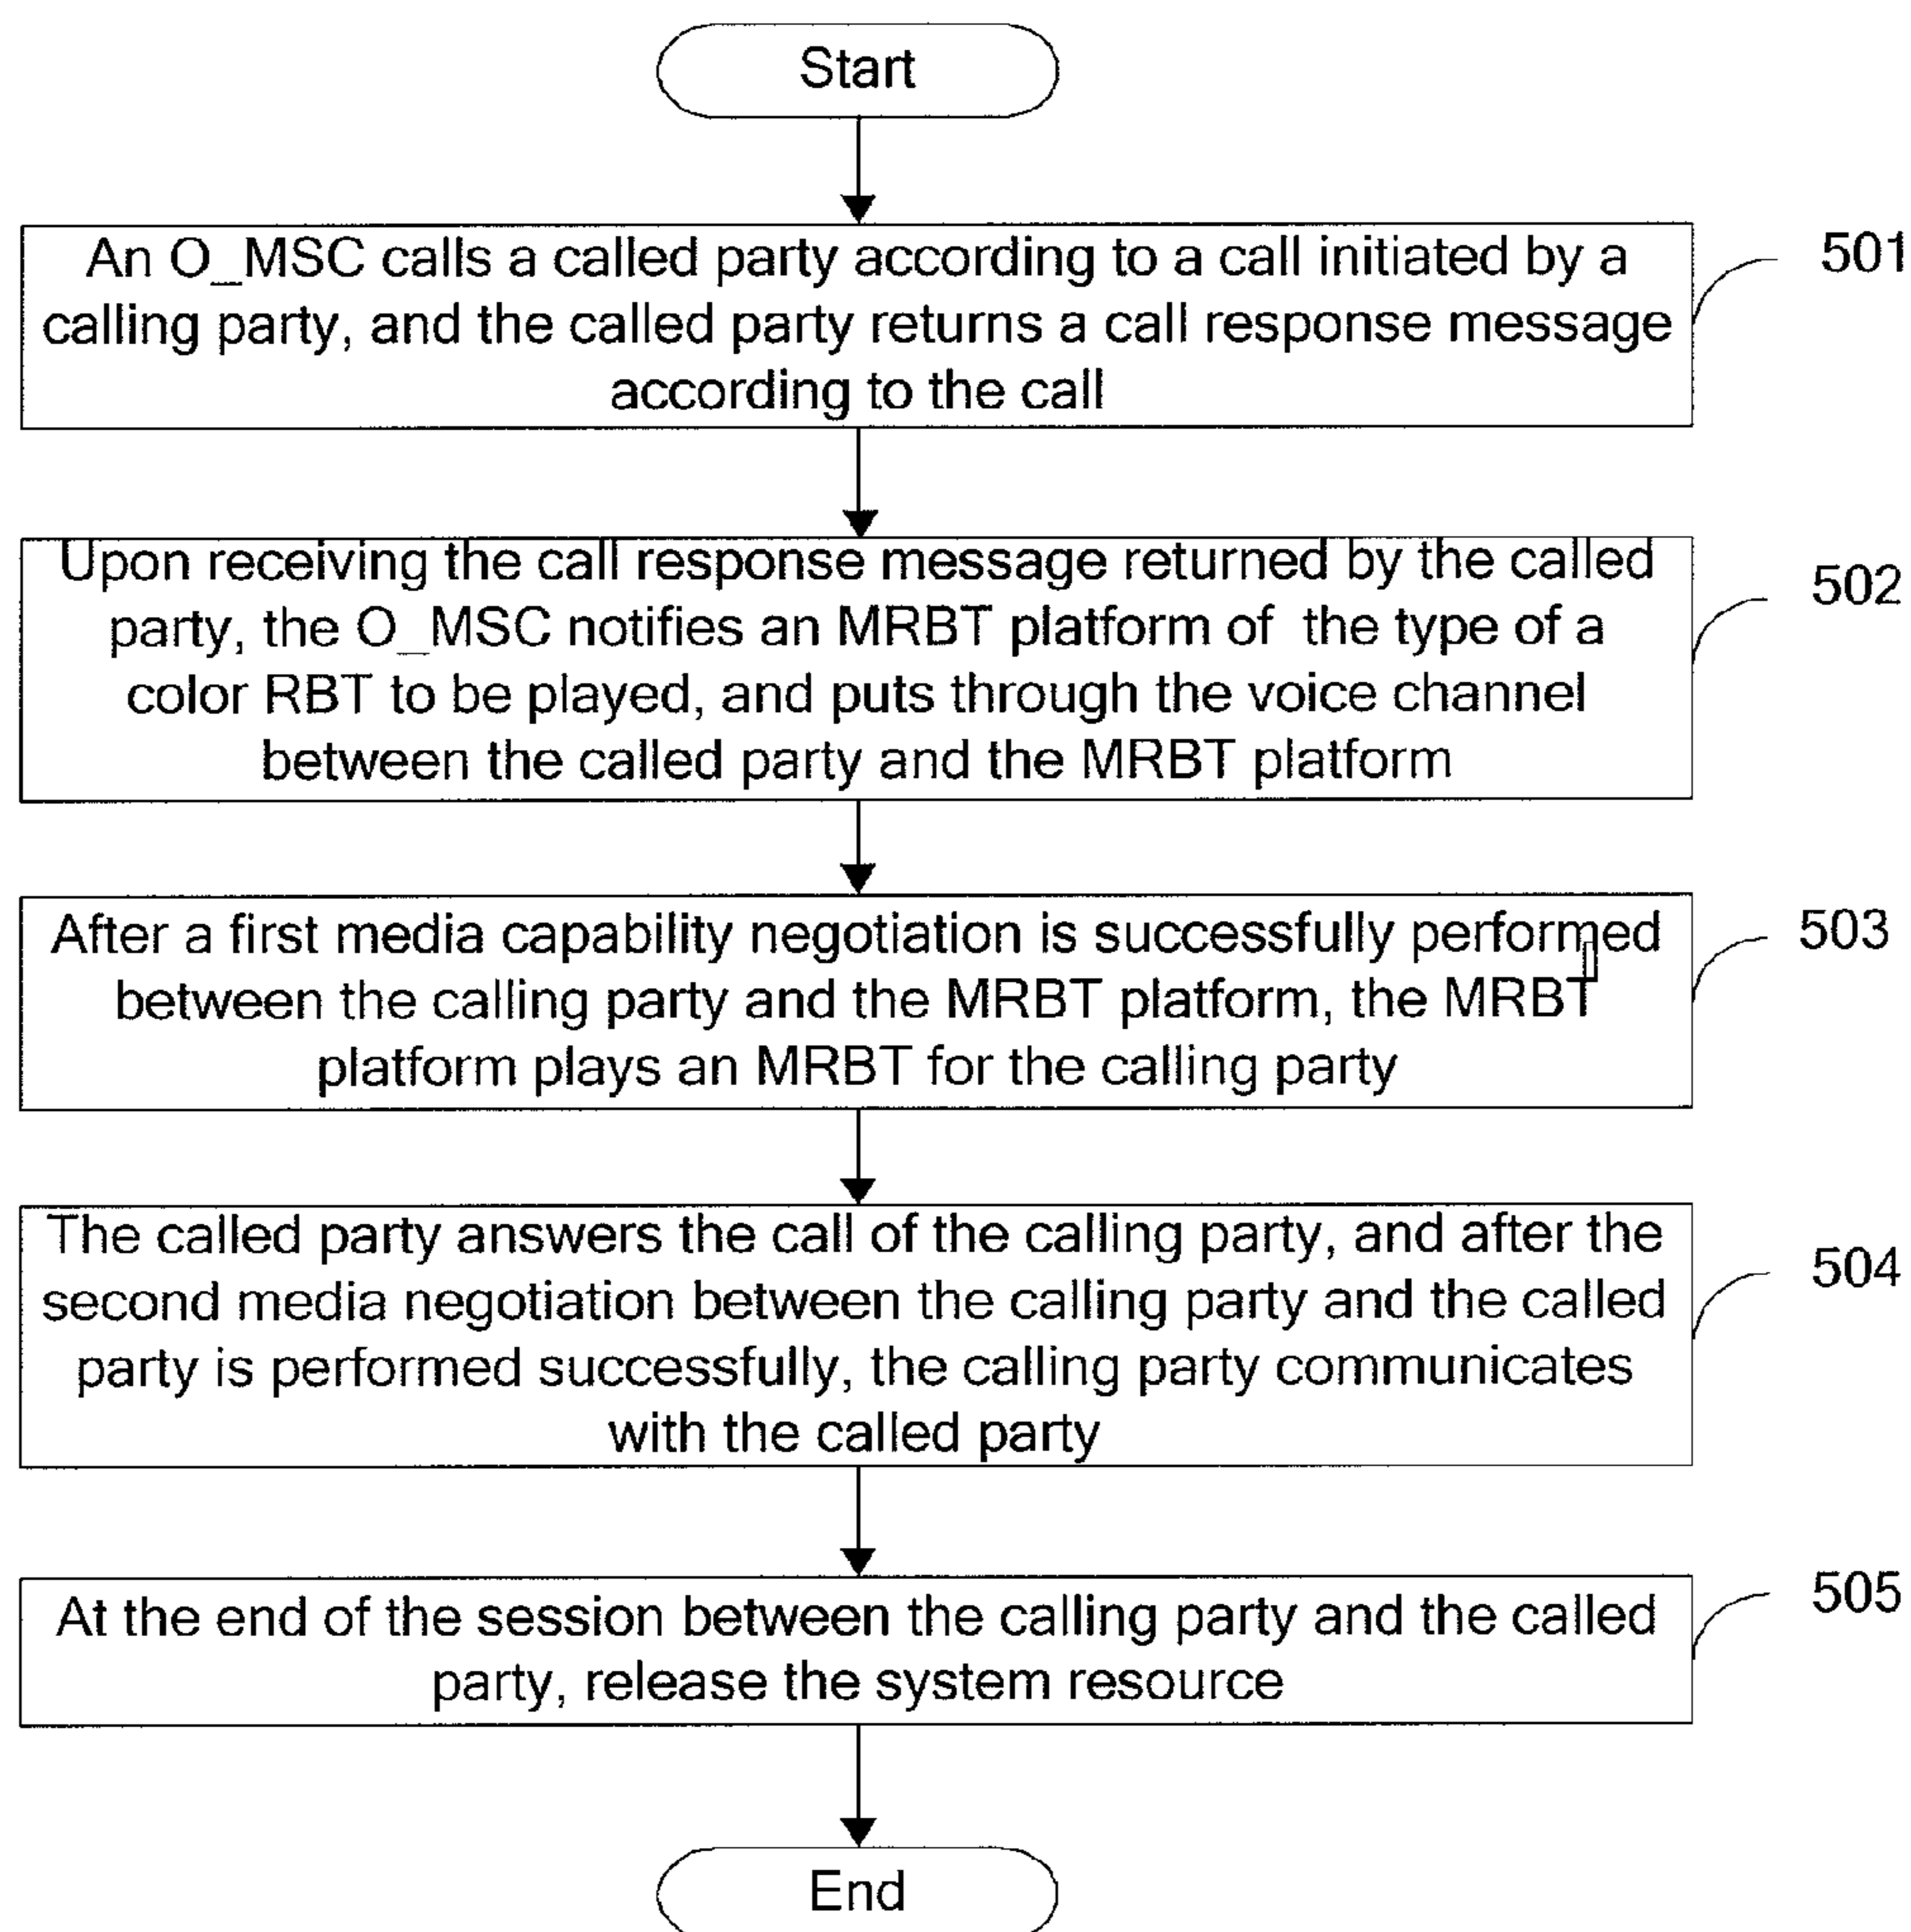 Start
An O_MSC calls a called party according to a call initiated by a
calling party, and the called party returns a call response message
according to the call
501
Upon receiving the call response message returned by the called
party, the O_MSC notifies an MRBT platform of the type of a
color RBT to be played, and puts through the voice channel
between the called party and the MRBT platform
502
After a first media capability negotiation is successfully performed
between the calling party and the MRBT platform, the MRBT
platform plays an MRBT for the calling party
503
The called party answers the call of the calling party, and after the
second media negotiation between the calling party and the called
party is performed successfully, the calling party communicates
with the called party
504
At the end of the session between the calling party and the called
party, release the system resource
505
End